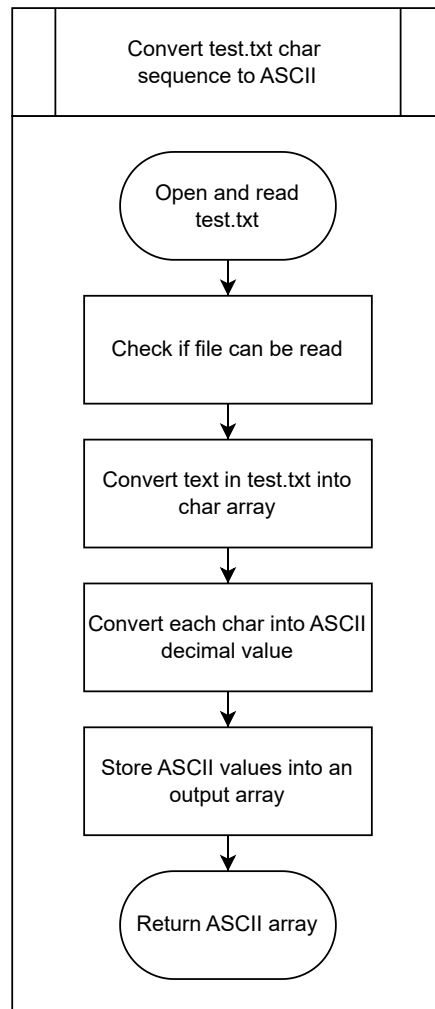 Convert test.txt char
sequence to ASCII
Open and read
test.txt
Check if file can be read
Convert text in test.txt into
char array
Convert each char into ASCII
decimal value
Store ASCII values into an
output array
Return ASCII array